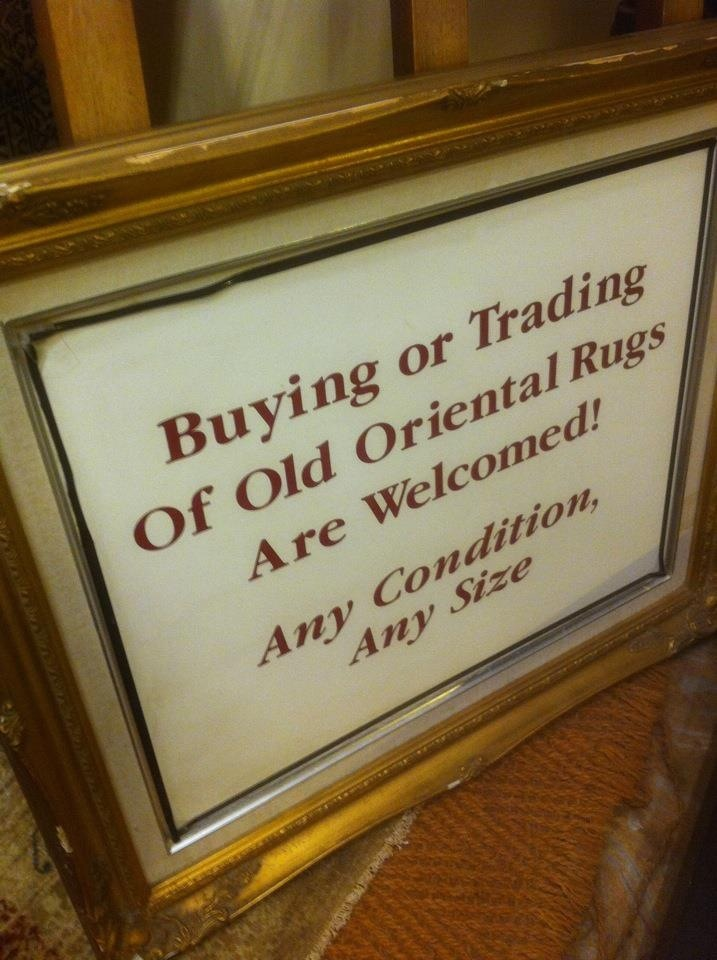 Buying or Trading
Of Old Oriental Rugs
Are Welcomed!
Any Condition,
Any Size